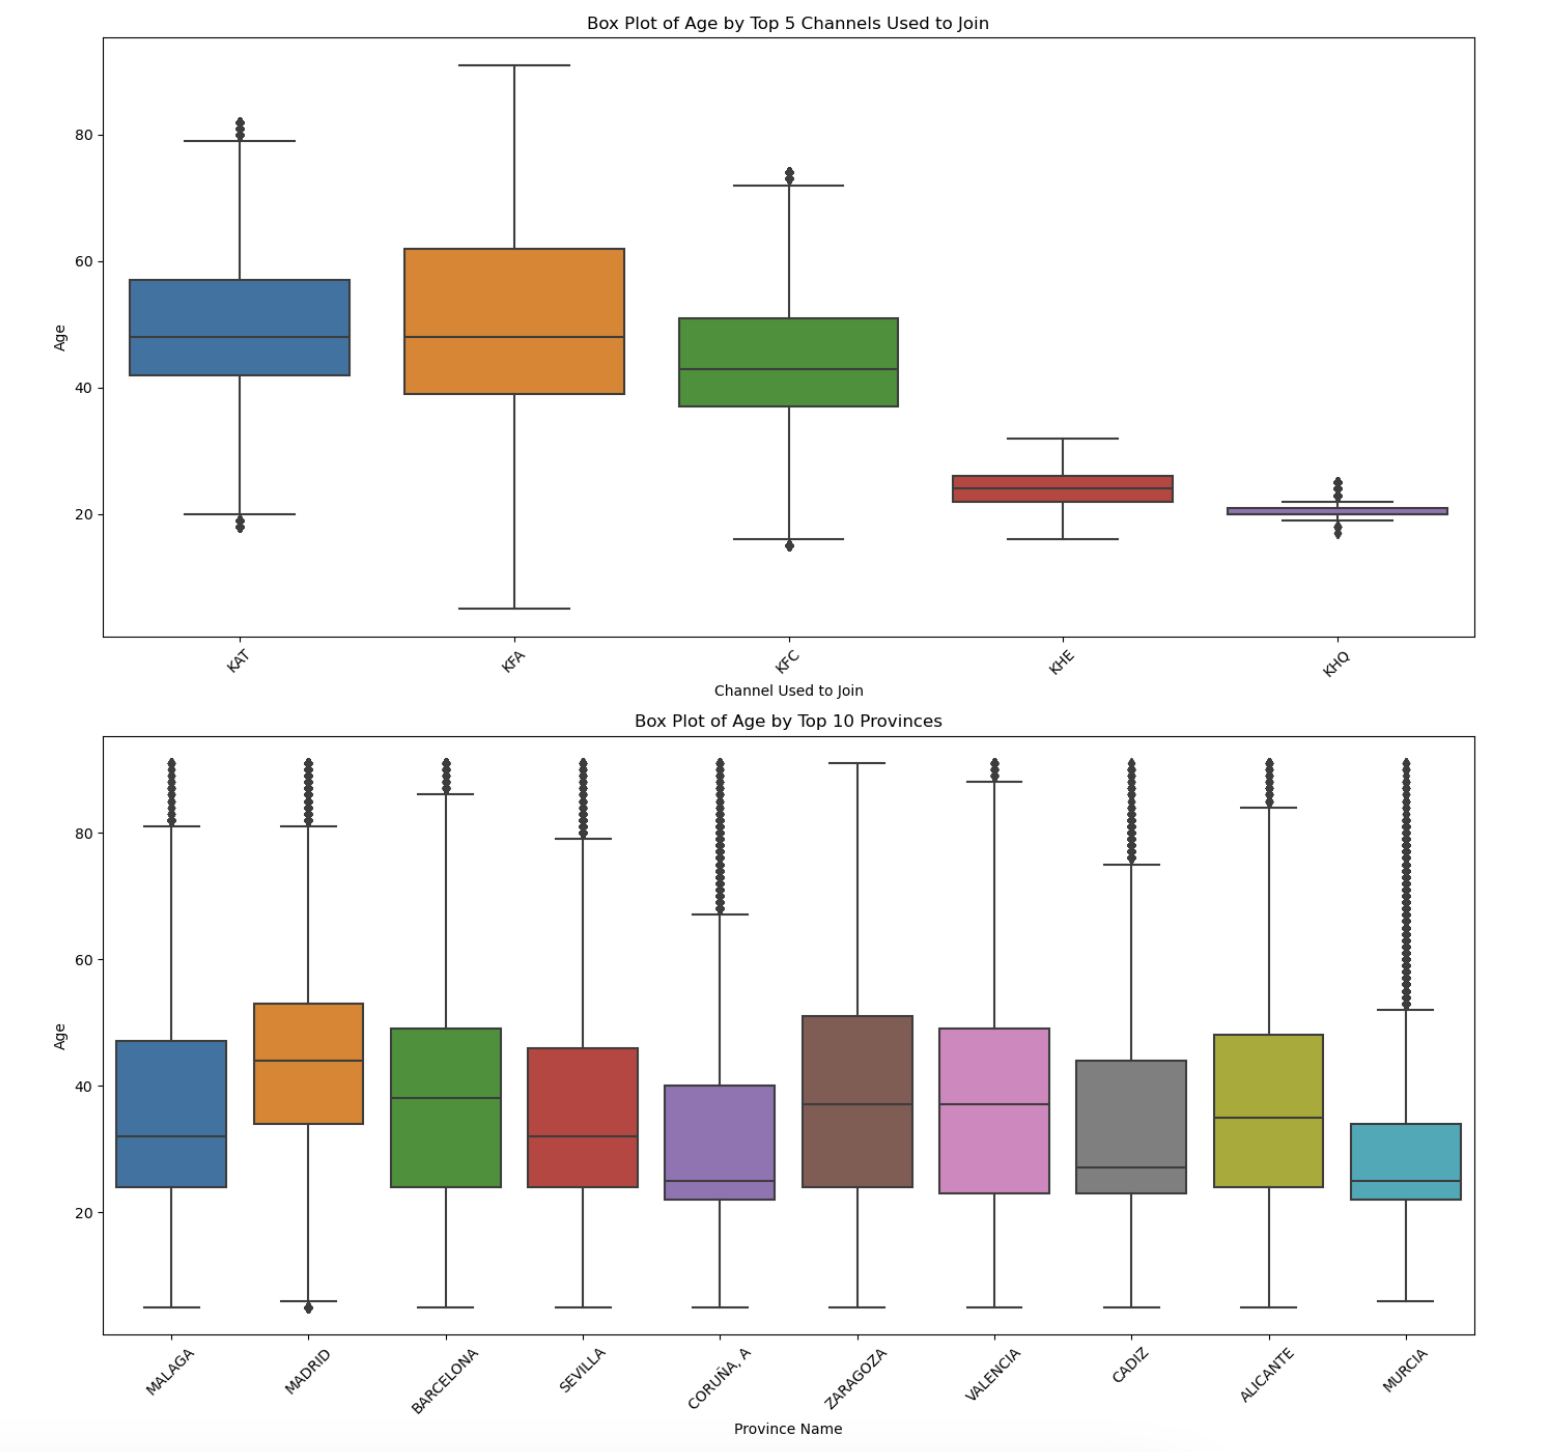 Box Plot of Age by Top 5 Channels Used to Join
80
60
40
20
Age
KAT
KFA
KFC
KHE
KHQ
Channel Used to Join
Box Plot of Age by Top 10 Provinces
80
60
40
20
Age
MALAGA
MADRID
BARCELONA
SEVILLA
CORUÑA, A
ZARAGOZA
VALENCIA
CADIZ
ALICANTE
MURCIA
Province Name